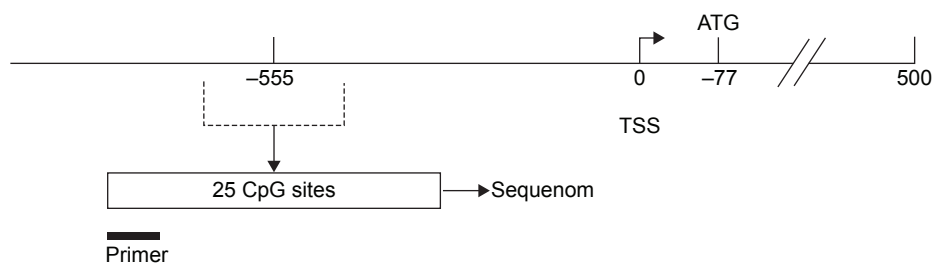 ATG
–555
0
–77
500
TSS
25 CpG sites
Sequenom
Primer